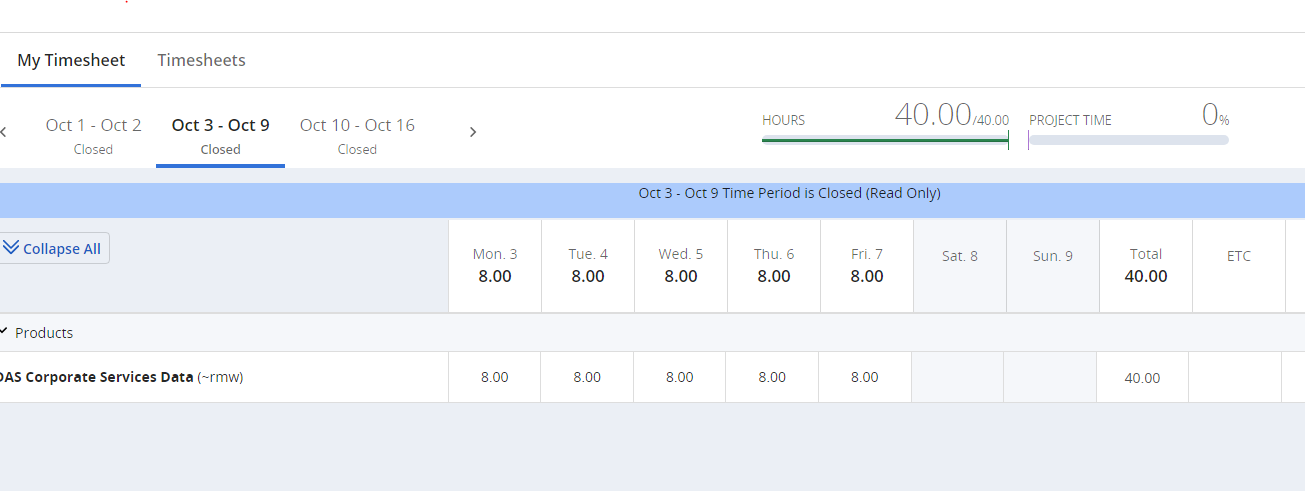 My Timesheet Timesheets
Oct 1 - Oct 2 Oct 3 - Oct 9 Oct 10 - Oct 16
Closed Closed Closed
HOURS 40.00/40.00 PROJECT TIME 0%
Oct 3 - Oct 9 Time Period is Closed (Read Only)
Collapse All
Mon. 3 Tue. 4 Wed. 5 Thu. 6 Fri. 7 Sat. 8 Sun. 9 Total ETC
8.00 8.00 8.00 8.00 8.00 40.00
Products
DAS Corporate Services Data (~rmw) 8.00 8.00 8.00 8.00 8.00 40.00